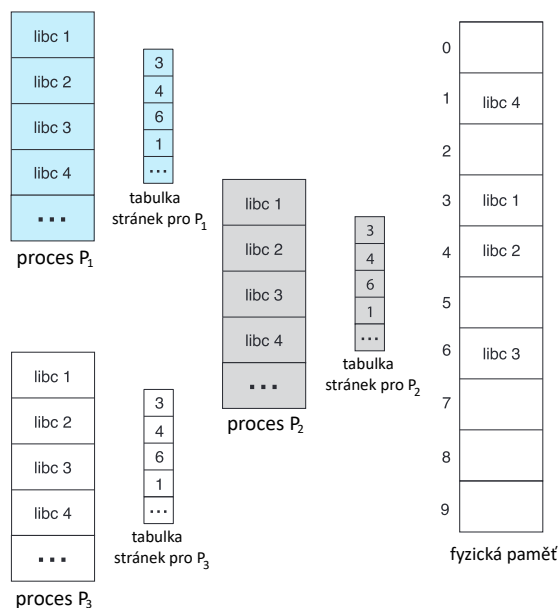 libc 1
libc 2
libc 3
libc 4
...
proces P1
3
4
6
1
...
tabulka
stránek pro P1
libc 1
libc 2
libc 3
libc 4
...
proces P2
3
4
6
1
...
tabulka
stránek pro P2
libc 1
libc 2
libc 3
libc 4
...
proces P3
3
4
6
1
...
tabulka
stránek pro P3
0
1 libc 4
2
3 libc 1
4 libc 2
5
6 libc 3
7
8
9
fyzická paměť